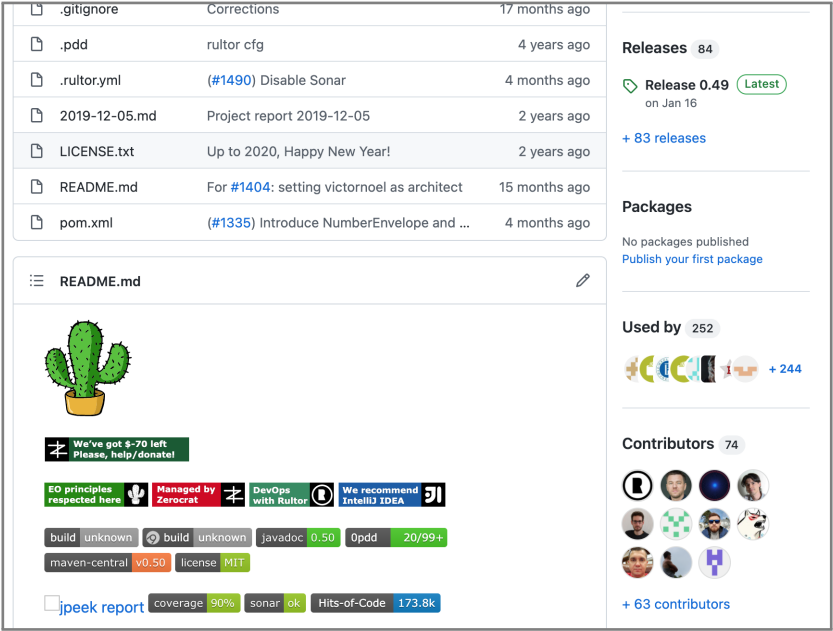 .gitignore Corrections 17 months ago
.pdd rultor cfg 4 years ago
.rultor.yml (#1490) Disable Sonar 4 months ago
2019-12-05.md Project report 2019-12-05 2 years ago
LICENSE.txt Up to 2020, Happy New Year! 2 years ago
README.md For #1404: setting victornoel as architect 15 months ago
pom.xml (#1335) Introduce NumberEnvelope and ... 4 months ago
README.md
We've got $-70 left
Please, help/donate!
EO principles
respected here
Managed by
Zerocrat
DevOps
with Rultor
We recommend
IntelliJ IDEA
build unknown build unknown javadoc 0.50 0pdd 20/99+
maven-central v0.50 license MIT
jpeek report coverage 90% sonar ok Hits-of-Code 173.8k
Releases 84
Release 0.49 Latest
on Jan 16
+ 83 releases
Packages
No packages published
Publish your first package
Used by 252
+ 244
Contributors 74
+ 63 contributors